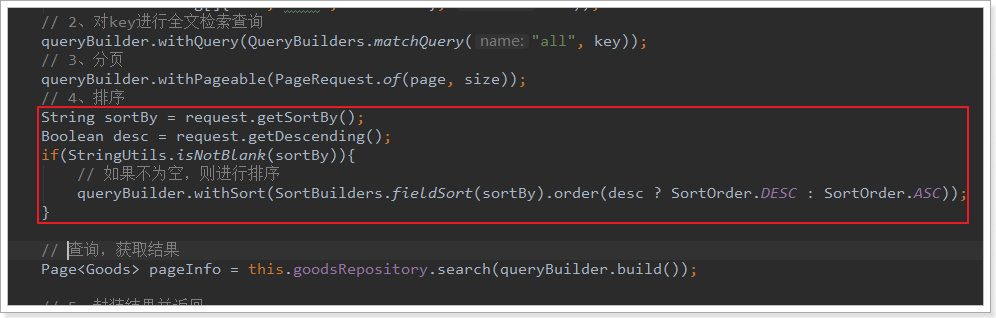 // 2、对key进行全文检索查询
queryBuilder.withQuery(QueryBuilders.matchQuery( name: "all", key));
// 3、分页
queryBuilder.withPageable(PageRequest.of(page, size));
// 4、排序
String sortBy = request.getSortBy();
Boolean desc = request.getDescending();
if(StringUtils.isNotBlank(sortBy)){
// 如果不为空，则进行排序
queryBuilder.withSort(SortBuilders.fieldSort(sortBy).order(desc ? SortOrder.DESC : SortOrder.ASC));
}
// 查询，获取结果
Page<Goods> pageInfo = this.goodsRepository.search(queryBuilder.build());